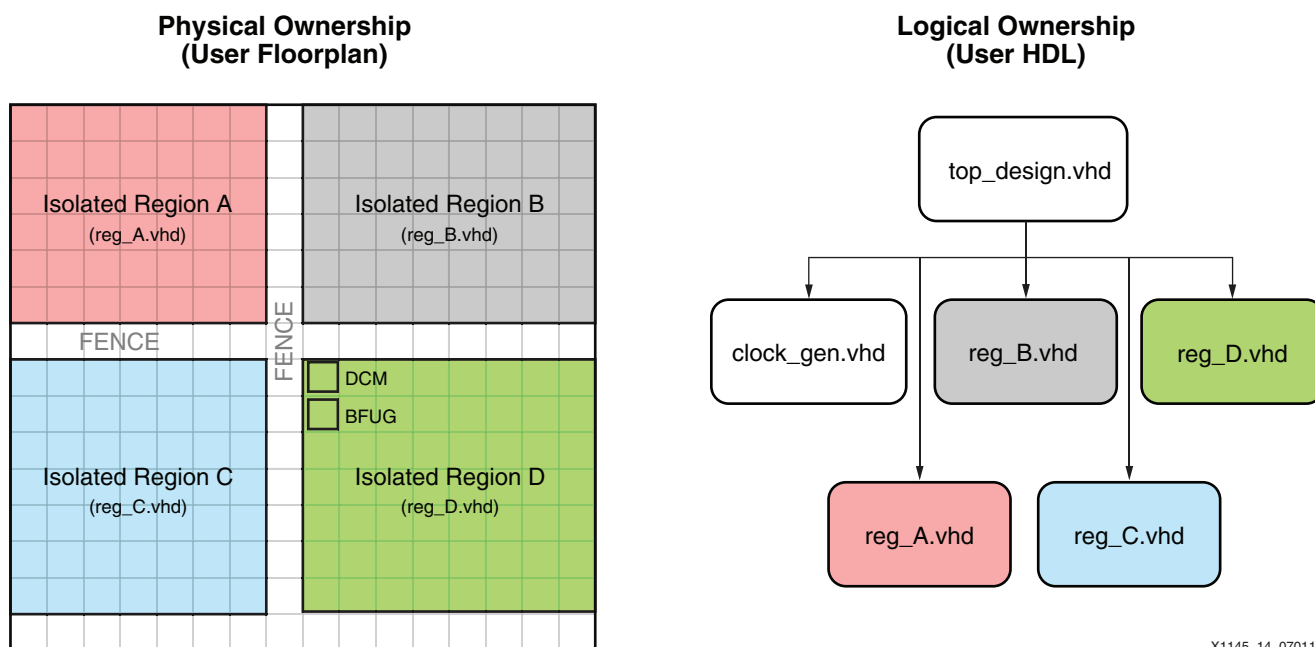 Physical Ownership
(User Floorplan)
Logical Ownership
(User HDL)
Isolated Region A
(reg_A.vhd)
Isolated Region B
(reg_B.vhd)
FENCE
FENCE
DCM
BFUG
Isolated Region C
(reg_C.vhd)
Isolated Region D
(reg_D.vhd)
top_design.vhd
clock_gen.vhd
reg_B.vhd
reg_D.vhd
reg_A.vhd
reg_C.vhd
X1145_14_07011